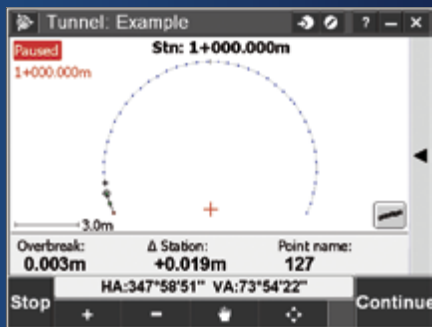 Tunnel: Example
? — ×
Paused
Stn: 1+000.000m
1+000.000m
3.0m
Overbreak: Δ Station: Point name:
0.003m +0.019m 127
HA:347°58'51" VA:73°54'22"
Stop + - Continue